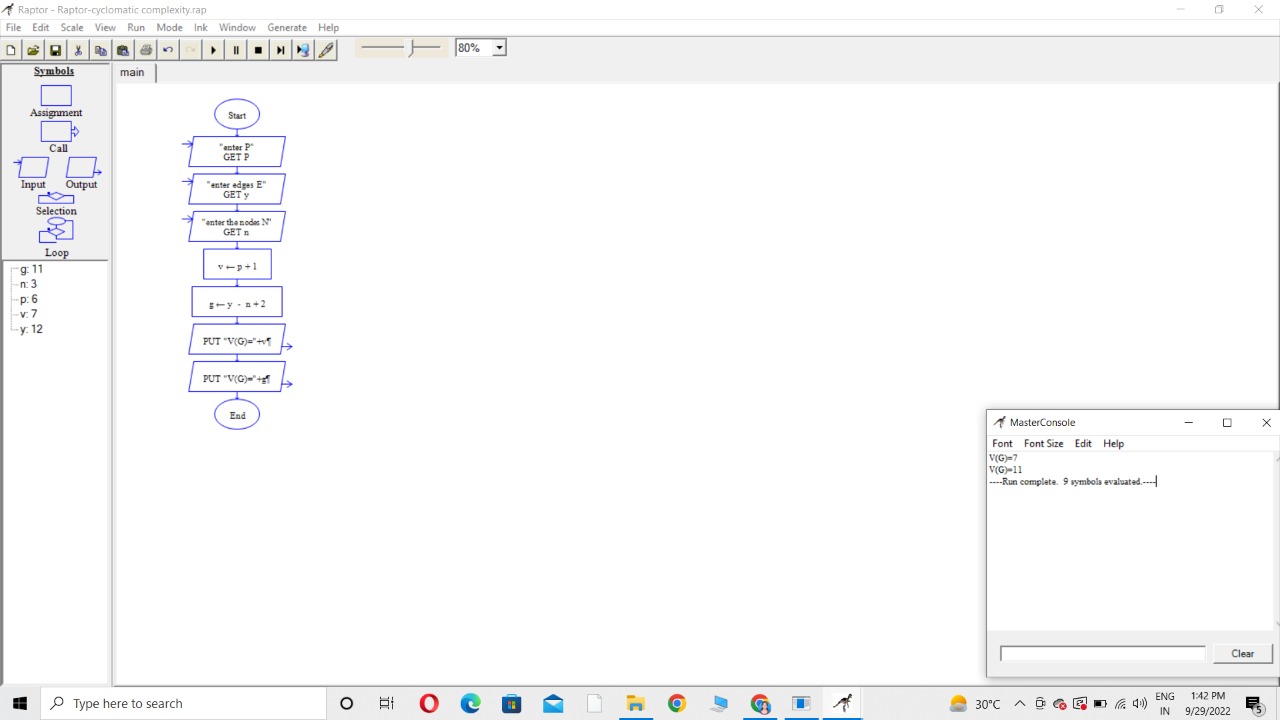 Raptor - Raptor-cyclomatic complexity.rap
File Edit Scale View Run Mode Ink Window Generate Help
80%
Symbols
main
Assignment
Call
Input Output
Selection
Loop
g: 11
n: 3
p: 6
v: 7
y: 12
Start
"enter P"
GET P
"enter edges E"
GET y
"enter the nodes N"
GET n
v ← p + 1
g ← y - n + 2
PUT "V(G)="+v¶
PUT "V(G)="+g¶
End
MasterConsole
Font Font Size Edit Help
V(G)=7
V(G)=11
----Run complete. 9 symbols evaluated.----
Clear
Type here to search
30°C
ENG
IN
1:42 PM
9/29/2022
5